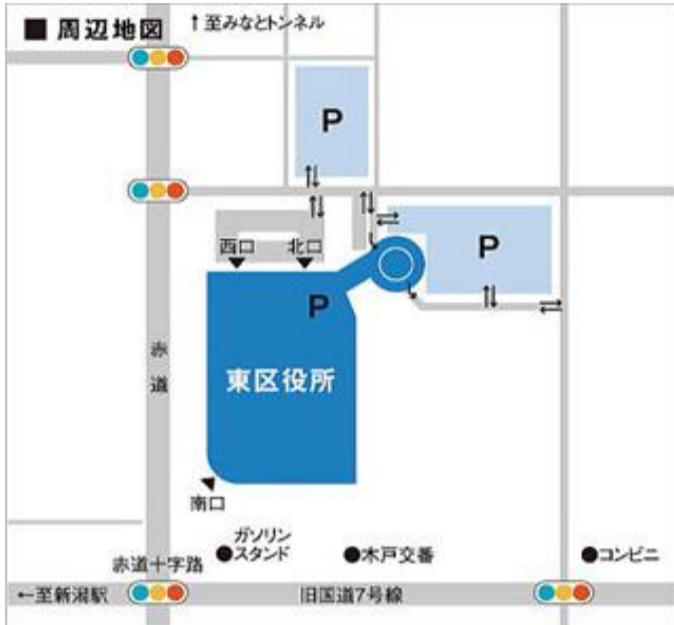 ■ 周辺地図
↑至みなとトンネル
P
西口
北口
P
P
赤道
東区役所
南口
ガソリン
●スタンド
●木戸交番
●コンビニ
赤道十字路
←至新潟駅
旧国道7号線